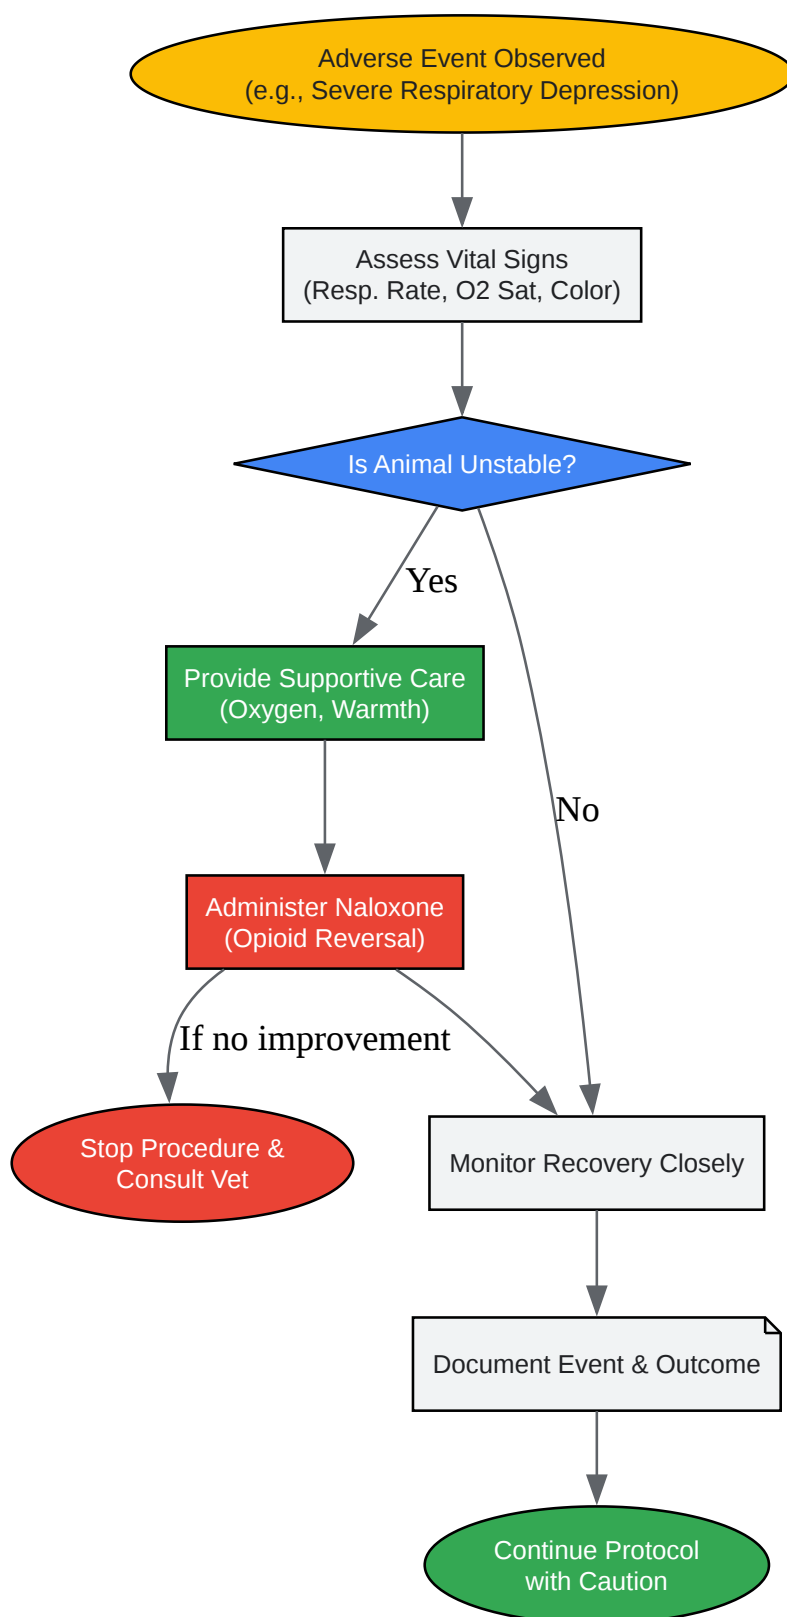 Adverse Event Observed
(e.g., Severe Respiratory Depression)
Assess Vital Signs
(Resp. Rate, O2 Sat, Color)
Is Animal Unstable?
Yes
Provide Supportive Care
(Oxygen, Warmth)
No
Administer Naloxone
(Opioid Reversal)
If no improvement
Stop Procedure &
Consult Vet
Monitor Recovery Closely
Document Event & Outcome
Continue Protocol
with Caution